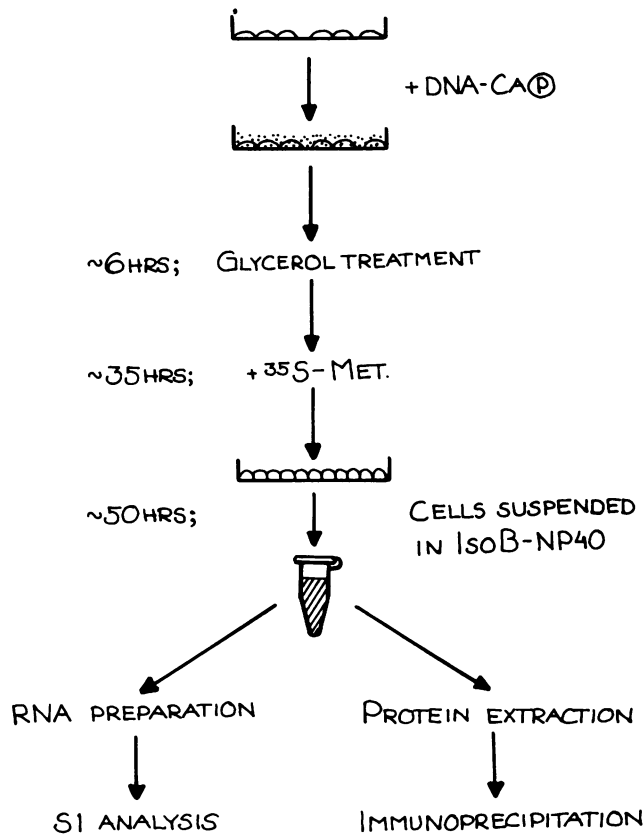 + DNA-CAⓅ
~6HRS; GLYCEROL TREATMENT
~35HRS; + ³⁵S-MET.
~50HRS; CELLS SUSPENDED
IN ISOB-NP40
RNA PREPARATION PROTEIN EXTRACTION
S1 ANALYSIS IMMUNOPRECIPITATION